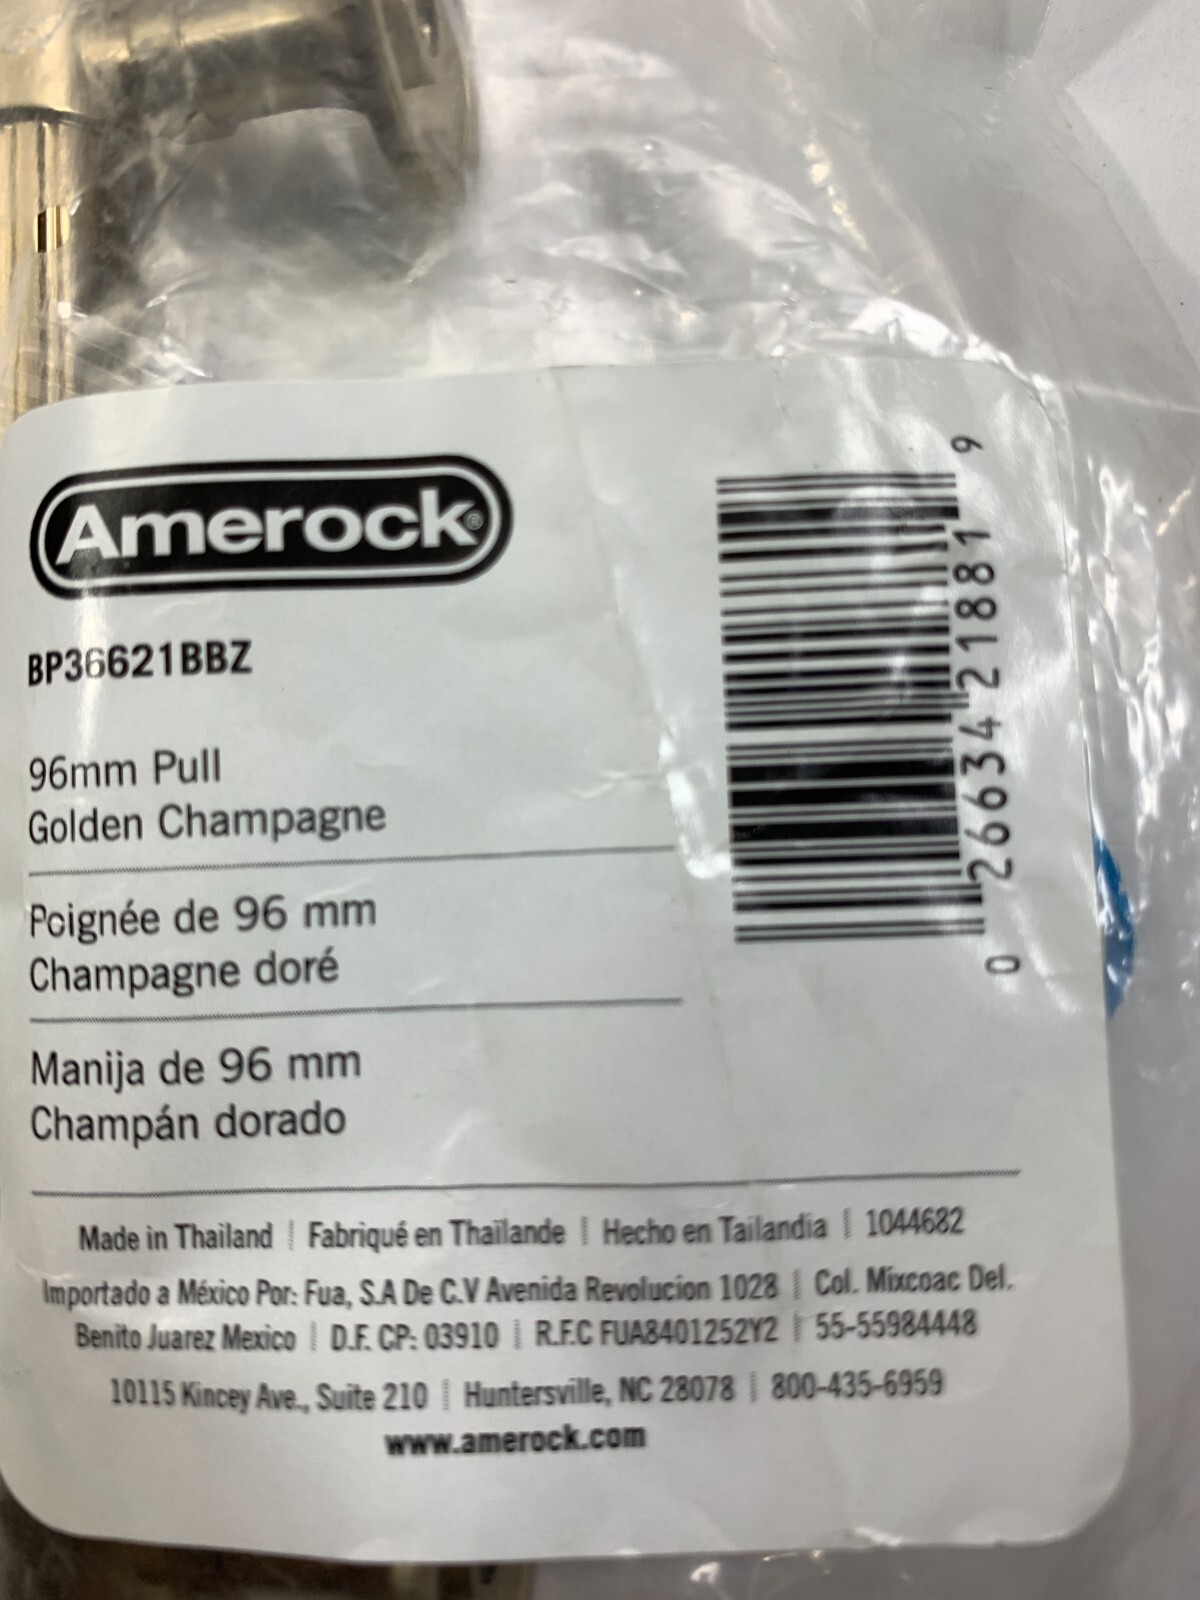 Amerock®
BP36621BBZ
96mm Pull
Golden Champagne
Poignée de 96 mm
Champagne doré
Manija de 96 mm
Champán dorado
0 26634 21881 9
Made in Thailand | Fabriqué en Thaïlande | Hecho en Tailandia | 1044682
Importado a México Por: Fua, S.A De C.V Avenida Revolucion 1028 | Col. Mixcoac Del.
Benito Juarez Mexico | D.F. CP: 03910 | R.F.C FUA8401252Y2 | 55-55984448
10115 Kincey Ave., Suite 210 | Huntersville, NC 28078 | 800-435-6959
www.amerock.com